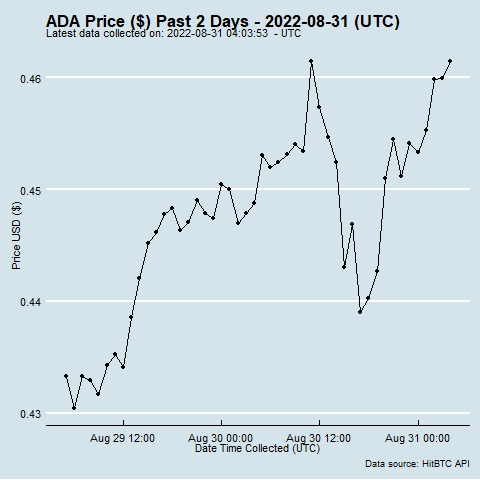 ADA Price ($) Past 2 Days - 2022-08-31 (UTC)
Latest data collected on: 2022-08-31 04:03:53 - UTC
0.46
0.45
Price USD ($)
0.44
0.43
Aug 29 12:00
Aug 30 00:00
Aug 30 12:00
Aug 31 00:00
Date Time Collected (UTC)
Data source: HitBTC API